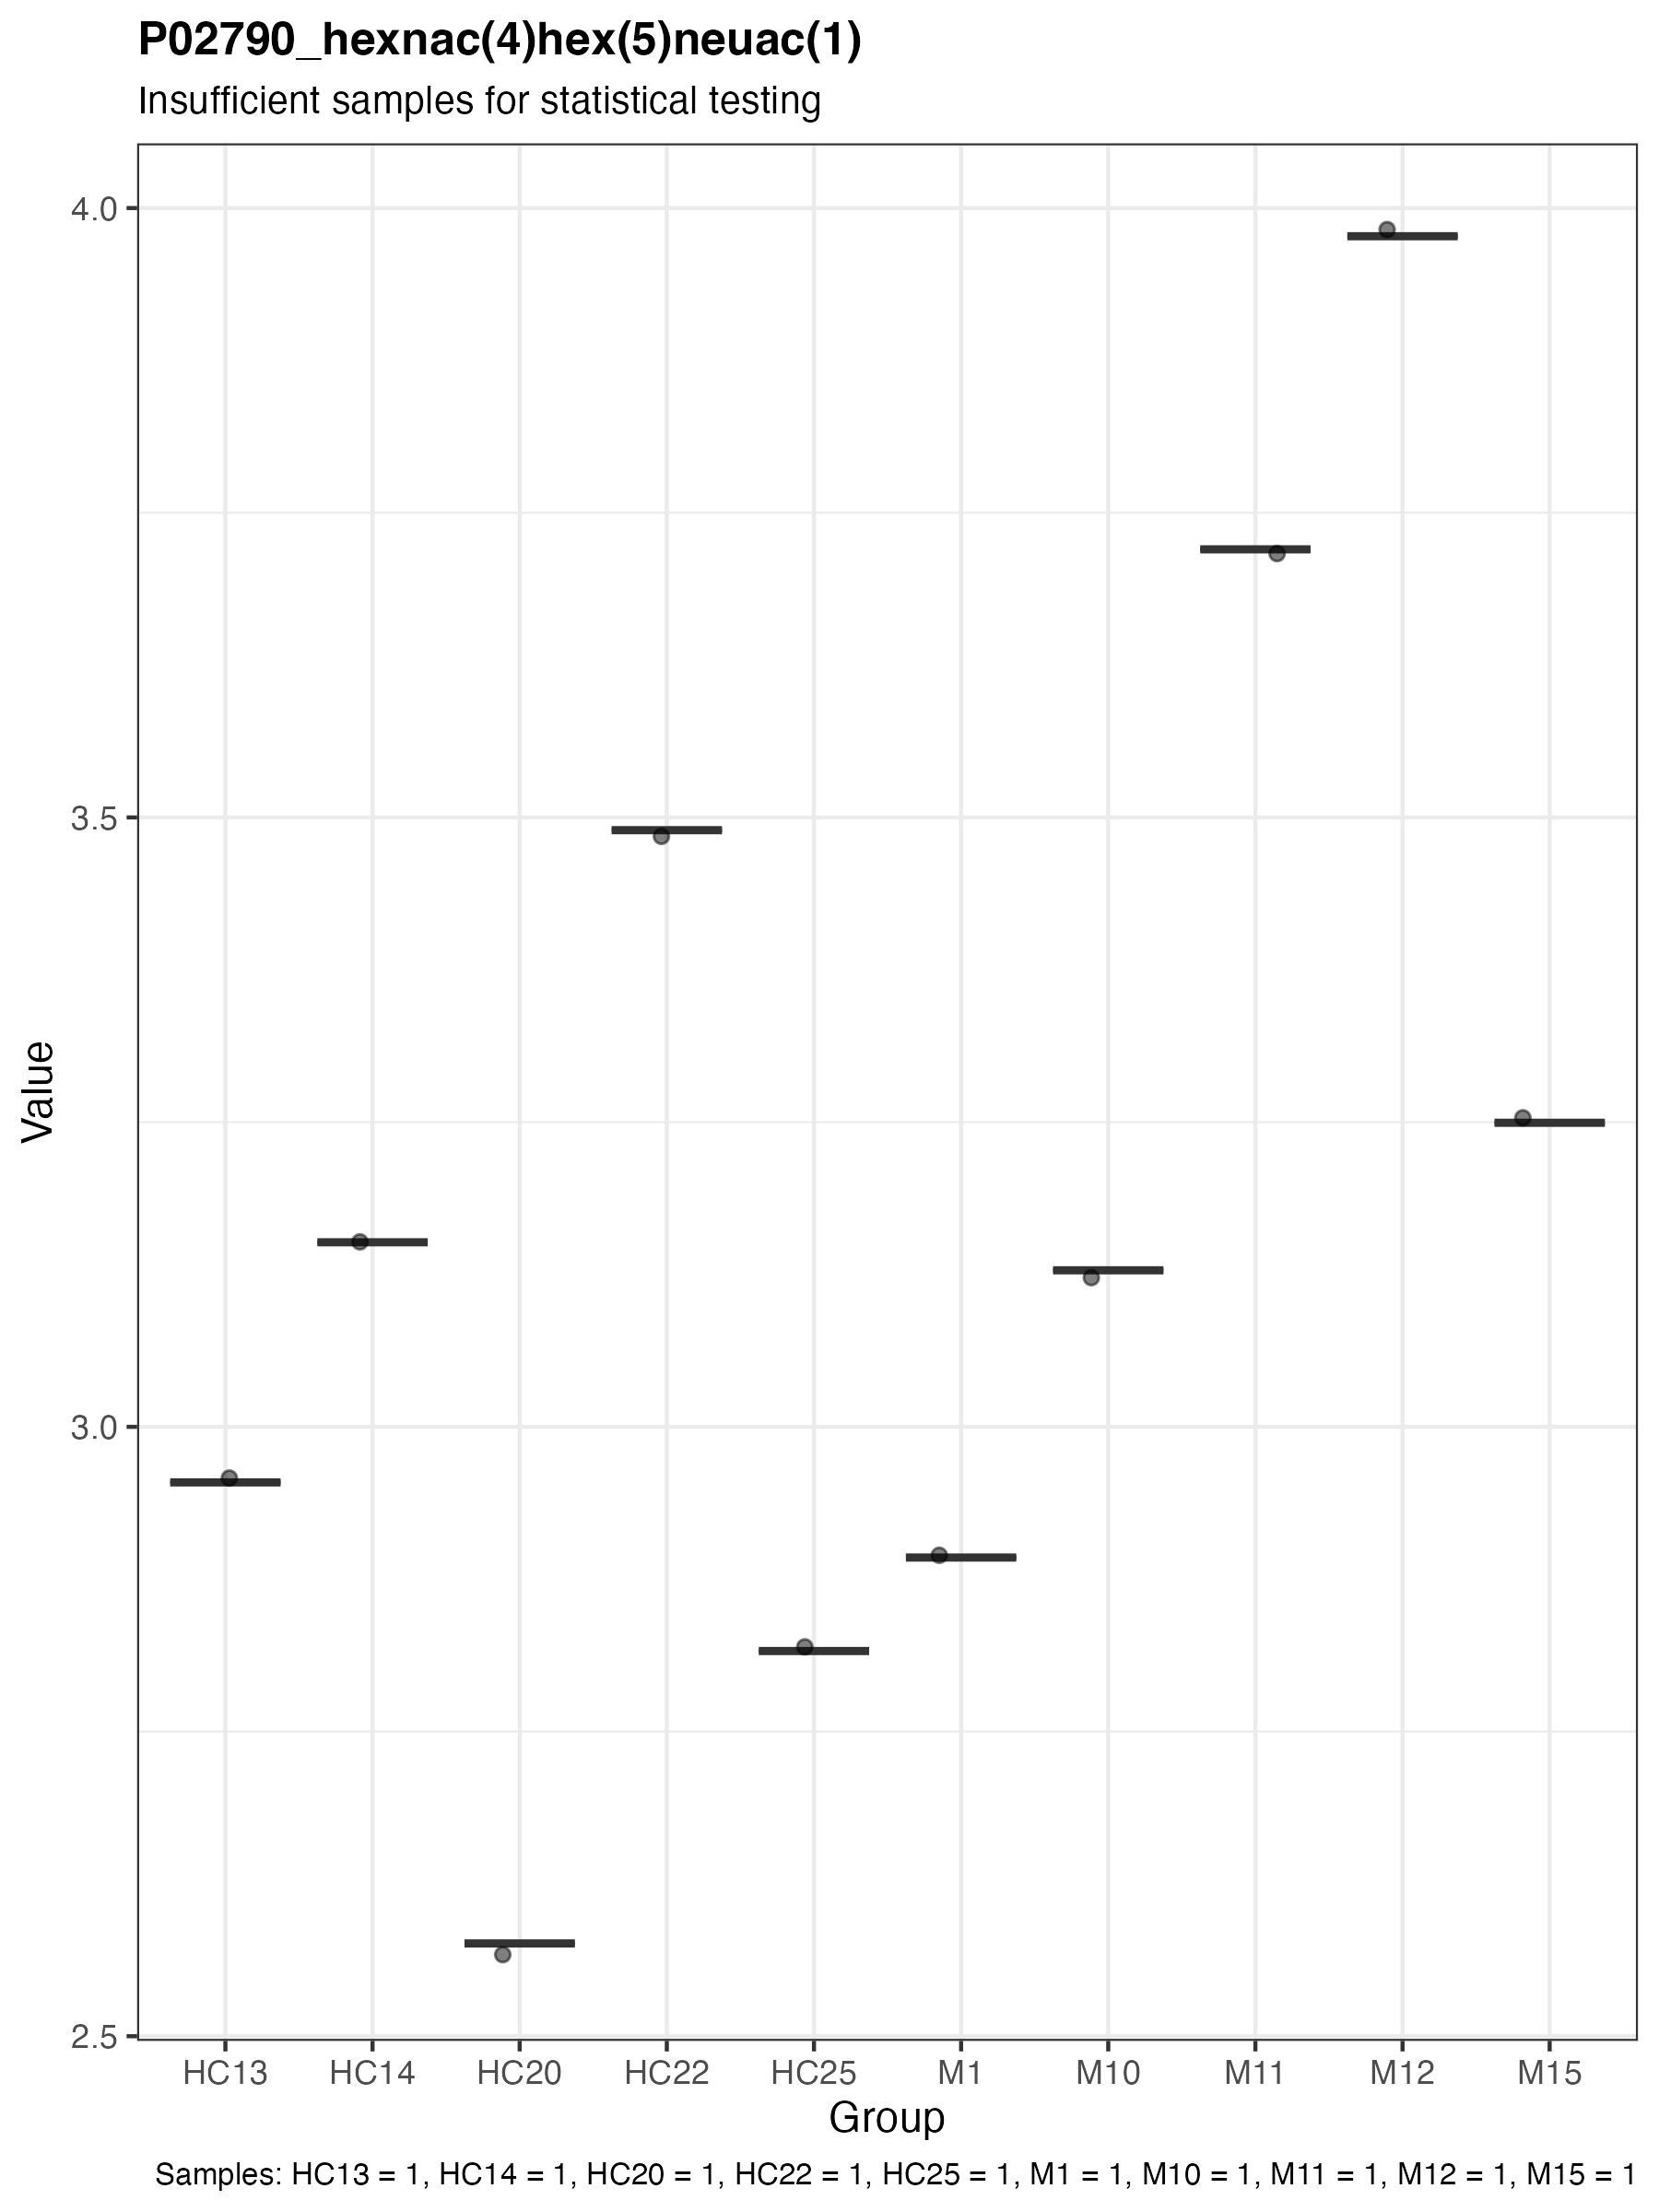 P02790_hexnac(4)hex(5)neuac(1)
Insufficient samples for statistical testing
4.0
3.5
3.0
2.5
Value
HC13 HC14 HC20 HC22 HC25 M1 M10 M11 M12 M15
Group
Samples: HC13 = 1, HC14 = 1, HC20 = 1, HC22 = 1, HC25 = 1, M1 = 1, M10 = 1, M11 = 1, M12 = 1, M15 = 1